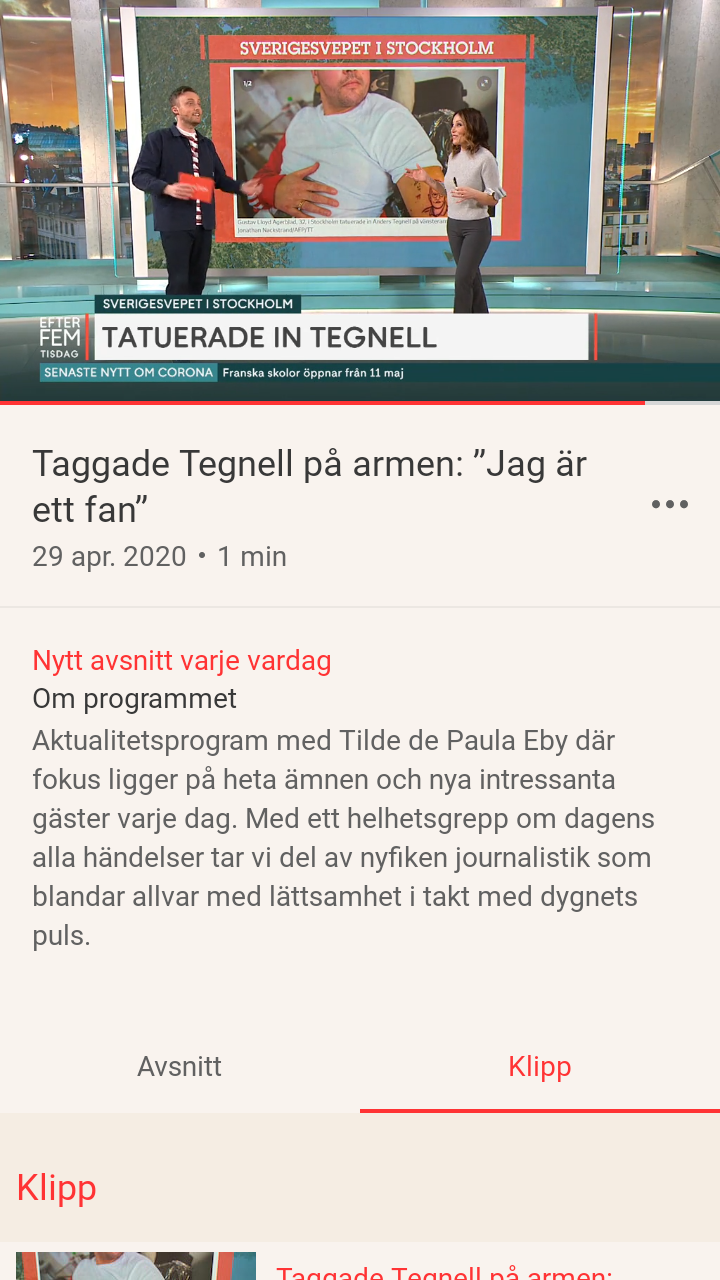 SVERIGESVEPET I STOCKHOLM
1/2
Gustav Lloyd Agerblad, 32, i Stockholm tatuerade in Anders Tegnell på
Jonathan Nackstrand/AFP/TT
SVERIGESVEPET I STOCKHOLM
EFTER
FEM
TISDAG
TATUERADE IN TEGNELL
SENASTE NYTT OM CORONA Franska skolor öppnar från 11 maj
Taggade Tegnell på armen: ”Jag är
ett fan”
29 apr. 2020 • 1 min
Nytt avsnitt varje vardag
Om programmet
Aktualitetsprogram med Tilde de Paula Eby där
fokus ligger på heta ämnen och nya intressanta
gäster varje dag. Med ett helhetsgrepp om dagens
alla händelser tar vi del av nyfiken journalistik som
blandar allvar med lättsamhet i takt med dygnets
puls.
Avsnitt Klipp
Klipp
Taggade Tegnell på armen: